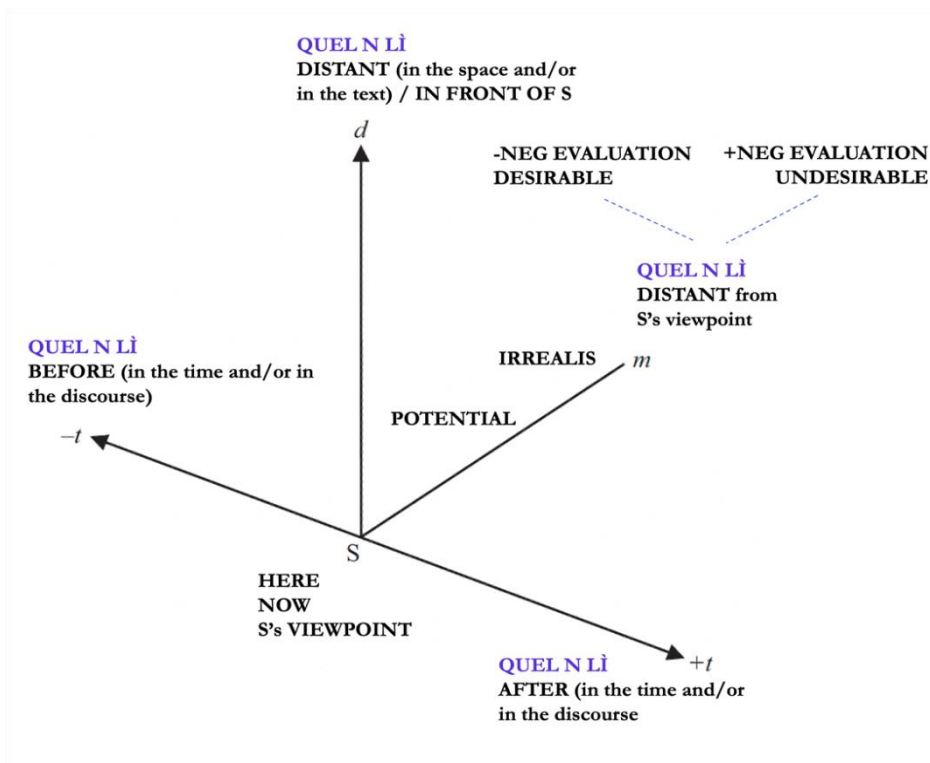 QUEL N LÌ
DISTANT (in the space and/or
in the text) / IN FRONT OF S
d
-NEG EVALUATION
DESIRABLE
+NEG EVALUATION
UNDESIRABLE
QUEL N LÌ
DISTANT from
S's viewpoint
QUEL N LÌ
BEFORE (in the time and/or in
the discourse)
IRREALIS
m
POTENTIAL
–t
S
HERE
NOW
S's VIEWPOINT
QUEL N LÌ
AFTER (in the time and/or
in the discourse
+t